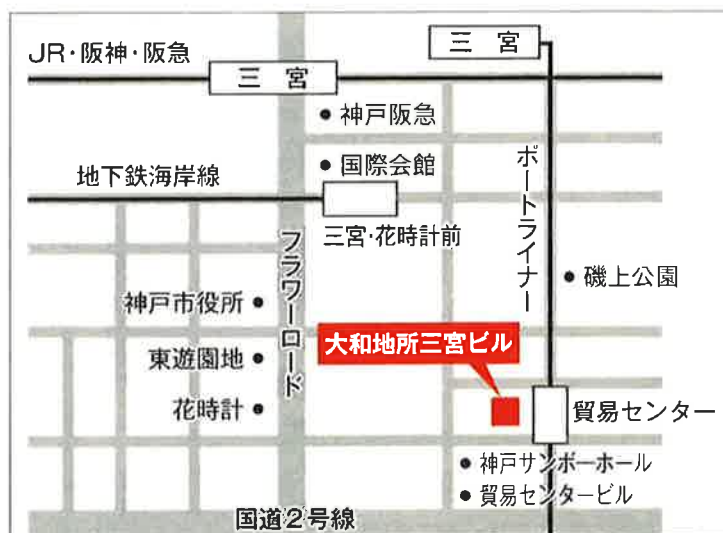 三宮
JR・阪神・阪急
三宮
神戸阪急
国際会館
地下鉄海岸線
三宮・花時計前
ポートライナー
フラワーロード
磯上公園
神戸市役所
大和地所三宮ビル
東遊園地
花時計
貿易センター
神戸サンボーホール
貿易センタービル
国道2号線